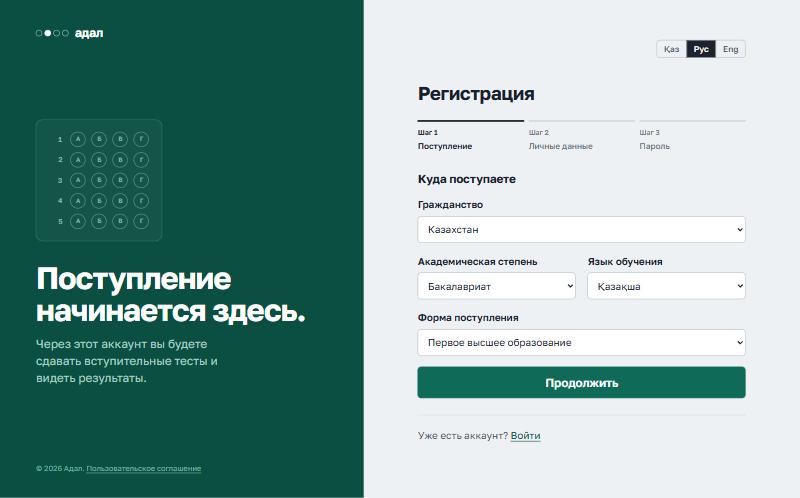 адал
1 А Б В Г
2 А Б В Г
3 А Б В Г
4 А Б В Г
5 А Б В Г
Поступление
начинается здесь.
Через этот аккаунт вы будете
сдавать вступительные тесты и
видеть результаты.
© 2026 Адал. Пользовательское соглашение
Қаз Рус Eng
Регистрация
Шаг 1 Шаг 2 Шаг 3
Поступление Личные данные Пароль
Куда поступаете
Гражданство
Казахстан
Академическая степень Язык обучения
Бакалавриат Қазақша
Форма поступления
Первое высшее образование
Продолжить
Уже есть аккаунт? Войти